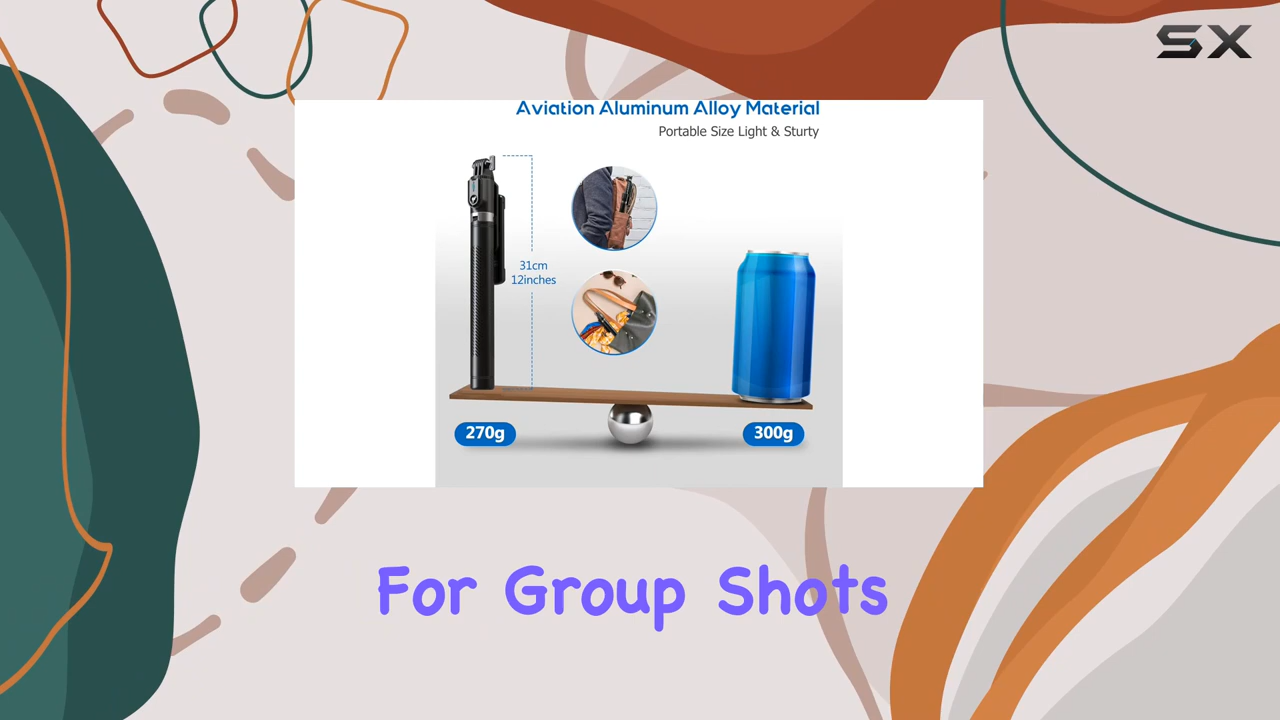 SX
Aviation Aluminum Alloy Material
Portable Size Light & Sturty
31cm
12inches
270g
300g
For Group Shots